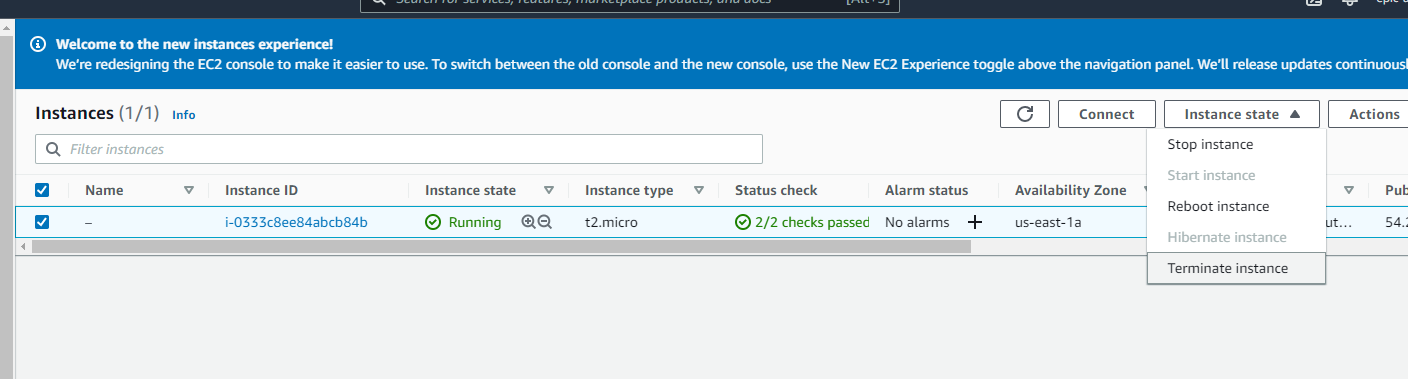 Search for services, features, marketplace products, and docs [Alt+S]
Welcome to the new instances experience!
We're redesigning the EC2 console to make it easier to use. To switch between the old console and the new console, use the New EC2 Experience toggle above the navigation panel. We'll release updates continuous
Instances (1/1) Info
Connect
Instance state
Actions
Filter instances
Stop instance
Start instance
Reboot instance
Hibernate instance
Terminate instance
Name Instance ID Instance state Instance type Status check Alarm status Availability Zone Pub
– i-0333c8ee84abcb84b Running t2.micro 2/2 checks passed No alarms + us-east-1a ut... 54.2